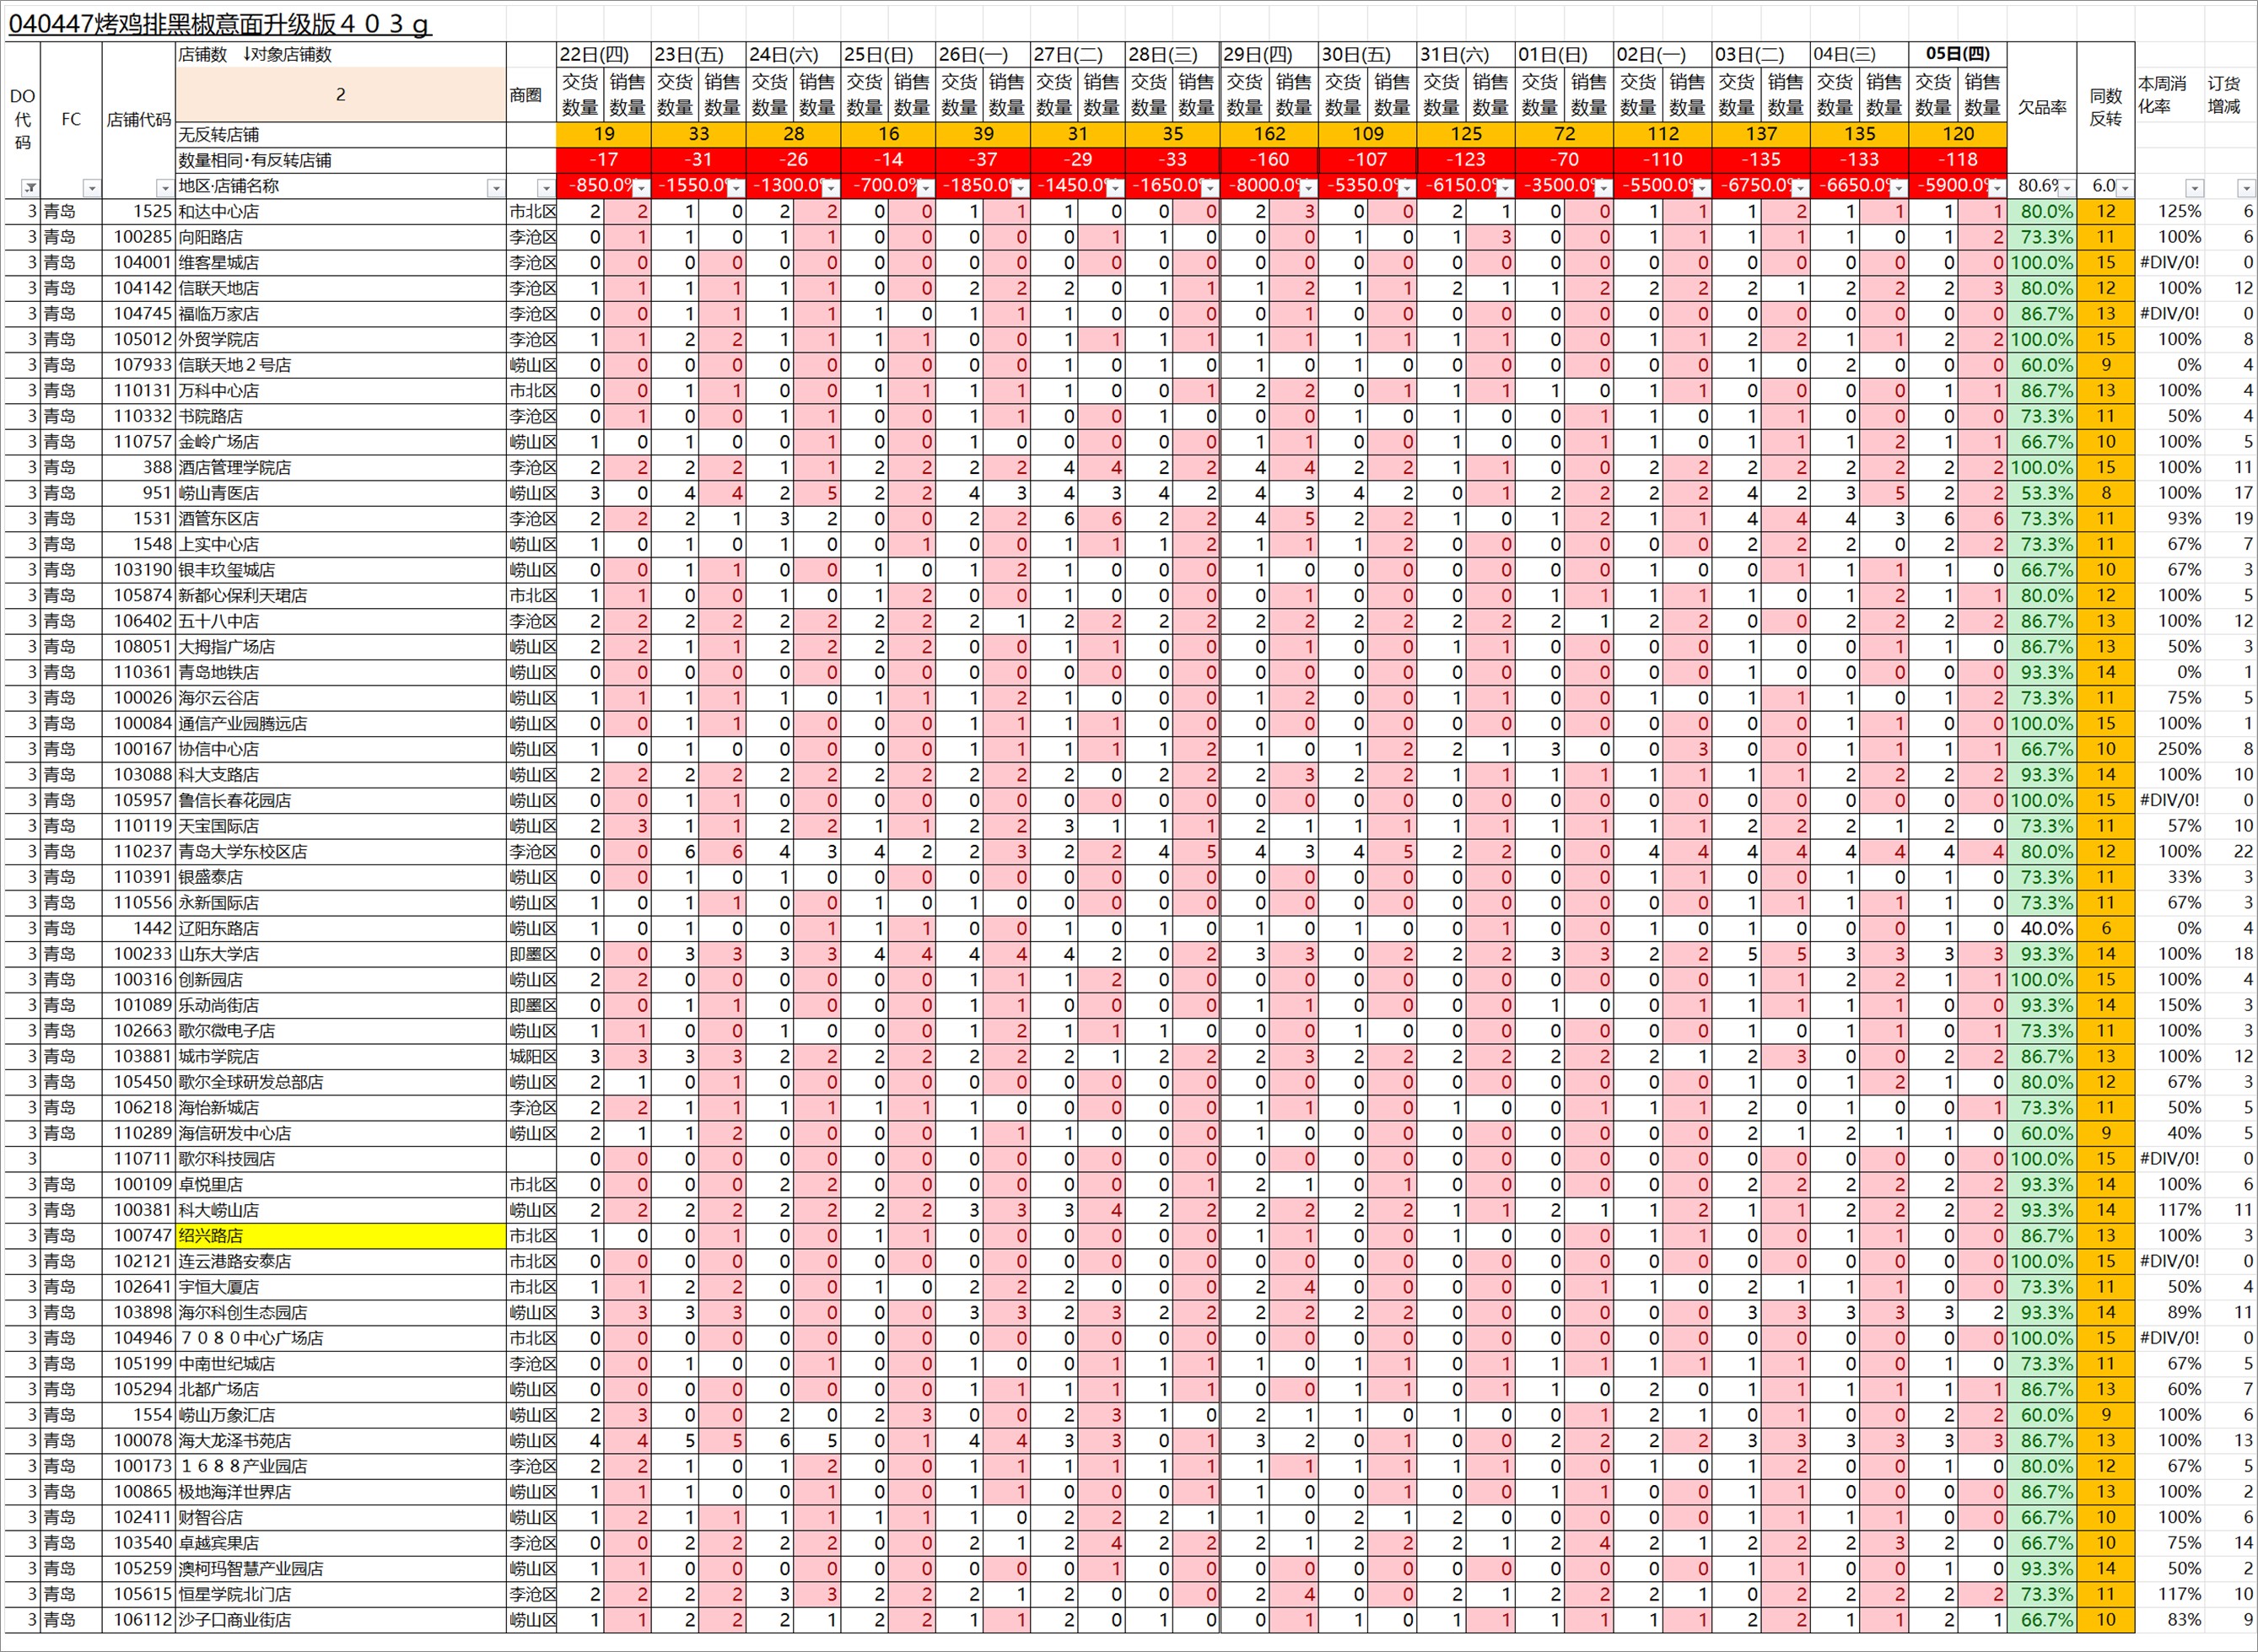 040447烤鸡排黑椒意面升级版４０３ｇ
DO代码 FC 店铺代码 店铺数 ↓对象店铺数 商圈 22日(四) 23日(五) 24日(六) 25日(日) 26日(一) 27日(二) 28日(三) 29日(四) 30日(五) 31日(六) 01日(日) 02日(一) 03日(二) 04日(三) 05日(四) 欠品率 同数反转 本周消化率 订货增减
2 交货数量 销售数量 交货数量 销售数量 交货数量 销售数量 交货数量 销售数量 交货数量 销售数量 交货数量 销售数量 交货数量 销售数量 交货数量 销售数量 交货数量 销售数量 交货数量 销售数量 交货数量 销售数量 交货数量 销售数量 交货数量 销售数量 交货数量 销售数量 交货数量 销售数量
无反转店铺 19 33 28 16 39 31 35 162 109 125 72 112 137 135 120
数量相同·有反转店铺 -17 -31 -26 -14 -37 -29 -33 -160 -107 -123 -70 -110 -135 -133 -118
地区·店铺名称 -850.0% -1550.0% -1300.0% -700.0% -1850.0% -1450.0% -1650.0% -8000.0% -5350.0% -6150.0% -3500.0% -5500.0% -6750.0% -6650.0% -5900.0% 80.6% 6.0
3 青岛 1525 和达中心店 市北区 2 2 1 0 2 2 0 0 1 1 1 0 0 0 2 3 0 0 2 1 0 0 1 1 1 2 1 1 1 1 80.0% 12 125% 6
3 青岛 100285 向阳路店 李沧区 0 1 1 0 1 1 0 0 0 0 0 1 1 0 0 0 1 0 1 3 0 0 1 1 1 1 1 0 1 2 73.3% 11 100% 6
3 青岛 104001 维客星城店 李沧区 0 0 0 0 0 0 0 0 0 0 0 0 0 0 0 0 0 0 0 0 0 0 0 0 0 0 0 0 0 0 100.0% 15 #DIV/0! 0
3 青岛 104142 信联天地店 李沧区 1 1 1 1 1 1 0 0 2 2 2 0 1 1 1 2 1 1 2 1 1 2 2 2 2 1 2 2 2 3 80.0% 12 100% 12
3 青岛 104745 福临万家店 李沧区 0 0 1 1 1 1 1 0 1 1 1 0 0 0 0 1 0 0 0 0 0 0 0 0 0 0 0 0 0 0 86.7% 13 #DIV/0! 0
3 青岛 105012 外贸学院店 李沧区 1 1 2 2 1 1 1 1 0 0 1 1 1 1 1 1 1 1 1 1 0 0 1 1 2 2 1 1 2 2 100.0% 15 100% 8
3 青岛 107933 信联天地２号店 崂山区 0 0 0 0 0 0 0 0 0 0 1 0 1 0 1 0 1 0 0 0 0 0 0 0 1 0 2 0 0 0 60.0% 9 0% 4
3 青岛 110131 万科中心店 市北区 0 0 1 1 0 0 1 1 1 1 1 0 0 1 2 2 0 1 1 1 1 0 1 1 0 0 0 0 1 1 86.7% 13 100% 4
3 青岛 110332 书院路店 李沧区 0 1 0 0 1 1 0 0 1 1 0 0 1 0 0 0 1 0 1 0 0 1 1 0 1 1 0 0 0 0 73.3% 11 50% 4
3 青岛 110757 金岭广场店 崂山区 1 0 1 0 0 1 0 0 1 0 0 0 0 0 1 1 0 0 1 0 0 1 1 0 1 1 1 2 1 1 66.7% 10 100% 5
3 青岛 388 酒店管理学院店 李沧区 2 2 2 2 1 1 2 2 2 2 4 4 2 2 4 4 2 2 1 1 0 0 2 2 2 2 2 2 2 2 100.0% 15 100% 11
3 青岛 951 崂山青医店 崂山区 3 0 4 4 2 5 2 2 4 3 4 3 4 2 4 3 4 2 0 1 2 2 2 2 4 2 3 5 2 2 53.3% 8 100% 17
3 青岛 1531 酒管东区店 李沧区 2 2 2 1 3 2 0 0 2 2 6 6 2 2 4 5 2 2 1 0 1 2 1 1 4 4 4 3 6 6 73.3% 11 93% 19
3 青岛 1548 上实中心店 崂山区 1 0 1 0 1 0 0 1 0 0 1 1 1 2 1 1 1 2 0 0 0 0 0 0 2 2 2 0 2 2 73.3% 11 67% 7
3 青岛 103190 银丰玖玺城店 崂山区 0 0 1 1 0 0 1 0 1 2 1 0 0 0 1 0 0 0 0 0 0 0 1 0 0 1 1 1 1 0 66.7% 10 67% 3
3 青岛 105874 新都心保利天珺店 市北区 1 1 0 0 1 0 1 2 0 0 1 0 0 0 0 1 0 0 0 0 1 1 1 1 1 0 1 2 1 1 80.0% 12 100% 5
3 青岛 106402 五十八中店 李沧区 2 2 2 2 2 2 2 2 2 1 2 2 2 2 2 2 2 2 2 2 2 1 2 2 0 0 2 2 2 2 86.7% 13 100% 12
3 青岛 108051 大拇指广场店 崂山区 2 2 1 1 2 2 2 2 0 0 1 1 0 0 0 1 0 0 1 1 0 0 0 0 1 0 0 1 1 0 86.7% 13 50% 3
3 青岛 110361 青岛地铁店 崂山区 0 0 0 0 0 0 0 0 0 0 0 0 0 0 0 0 0 0 0 0 0 0 0 0 1 0 0 0 0 0 93.3% 14 0% 1
3 青岛 100026 海尔云谷店 崂山区 1 1 1 1 1 0 1 1 1 2 1 0 0 0 1 2 0 0 1 1 0 0 1 0 1 1 1 0 1 2 73.3% 11 75% 5
3 青岛 100084 通信产业园腾远店 崂山区 0 0 1 1 0 0 0 0 1 1 1 1 0 0 0 0 0 0 0 0 0 0 0 0 0 0 1 1 0 0 100.0% 15 100% 1
3 青岛 100167 协信中心店 崂山区 1 0 1 0 0 0 0 0 1 1 1 1 1 2 1 0 1 2 2 1 3 0 0 3 0 0 1 1 1 1 66.7% 10 250% 8
3 青岛 103088 科大支路店 崂山区 2 2 2 2 2 2 2 2 2 2 2 0 2 2 2 3 2 2 1 1 1 1 1 1 1 1 2 2 2 2 93.3% 14 100% 10
3 青岛 105957 鲁信长春花园店 崂山区 0 0 1 1 0 0 0 0 0 0 0 0 0 0 0 0 0 0 0 0 0 0 0 0 0 0 0 0 0 0 100.0% 15 #DIV/0! 0
3 青岛 110119 天宝国际店 崂山区 2 3 1 1 2 2 1 1 2 2 3 1 1 1 2 1 1 1 1 1 1 1 1 1 2 2 2 1 2 0 73.3% 11 57% 10
3 青岛 110237 青岛大学东校区店 李沧区 0 0 6 6 4 3 4 2 2 3 2 2 4 5 4 3 4 5 2 2 0 0 4 4 4 4 4 4 4 4 80.0% 12 100% 22
3 青岛 110391 银盛泰店 崂山区 0 0 1 0 1 0 0 0 0 0 0 0 0 0 0 0 0 0 0 0 0 0 1 1 0 0 1 0 1 0 73.3% 11 33% 3
3 青岛 110556 永新国际店 崂山区 1 0 1 1 0 0 1 0 1 0 0 0 0 0 0 0 0 0 0 0 0 0 0 0 1 1 1 1 1 0 73.3% 11 67% 3
3 青岛 1442 辽阳东路店 崂山区 1 0 1 0 0 1 1 1 0 0 1 0 1 0 1 0 1 0 0 1 0 0 1 0 1 0 0 0 1 0 40.0% 6 0% 4
3 青岛 100233 山东大学店 即墨区 0 0 3 3 3 3 4 4 4 4 4 2 0 2 3 3 0 2 2 2 3 3 2 2 5 5 3 3 3 3 93.3% 14 100% 18
3 青岛 100316 创新园店 崂山区 2 2 0 0 0 0 0 0 1 1 1 2 0 0 0 0 0 0 0 0 0 0 0 0 1 1 2 2 1 1 100.0% 15 100% 4
3 青岛 101089 乐动尚街店 即墨区 0 0 1 1 0 0 0 0 1 1 0 0 0 0 1 1 0 0 0 0 1 0 0 1 1 1 1 1 0 0 93.3% 14 150% 3
3 青岛 102663 歌尔微电子店 崂山区 1 1 0 0 1 0 0 0 1 2 1 1 1 0 0 0 1 0 0 0 0 0 0 0 1 0 1 1 0 1 73.3% 11 100% 3
3 青岛 103881 城市学院店 城阳区 3 3 3 3 2 2 2 2 2 2 2 1 2 2 2 3 2 2 2 2 2 2 2 1 2 3 0 0 2 2 86.7% 13 100% 12
3 青岛 105450 歌尔全球研发总部店 崂山区 2 1 0 1 0 0 0 0 0 0 0 0 0 0 0 0 0 0 0 0 0 0 0 0 1 0 1 2 1 0 80.0% 12 67% 3
3 青岛 106218 海怡新城店 李沧区 2 2 1 1 1 1 1 1 1 0 0 0 0 0 1 1 0 0 1 0 0 1 1 1 2 0 1 0 0 1 73.3% 11 50% 5
3 青岛 110289 海信研发中心店 崂山区 2 1 1 2 0 0 0 0 1 1 1 0 0 0 1 0 0 0 0 0 0 0 0 0 2 1 2 1 1 0 60.0% 9 40% 5
3 110711 歌尔科技园店 0 0 0 0 0 0 0 0 0 0 0 0 0 0 0 0 0 0 0 0 0 0 0 0 0 0 0 0 0 0 100.0% 15 #DIV/0! 0
3 青岛 100109 卓悦里店 市北区 0 0 0 0 2 2 0 0 0 0 0 0 0 1 2 1 0 1 0 0 0 0 0 0 2 2 2 2 2 2 93.3% 14 100% 6
3 青岛 100381 科大崂山店 崂山区 2 2 2 2 2 2 2 2 3 3 3 4 2 2 2 2 2 2 1 1 2 1 1 2 1 1 2 2 2 2 93.3% 14 117% 11
3 青岛 100747 绍兴路店 市北区 1 0 0 1 0 0 1 1 0 0 0 0 0 0 1 1 0 0 1 0 0 0 1 1 0 0 1 1 0 0 86.7% 13 100% 3
3 青岛 102121 连云港路安泰店 市北区 0 0 0 0 0 0 0 0 0 0 0 0 0 0 0 0 0 0 0 0 0 0 0 0 0 0 0 0 0 0 100.0% 15 #DIV/0! 0
3 青岛 102641 宇恒大厦店 市北区 1 1 2 2 0 0 1 0 2 2 2 0 0 0 2 4 0 0 0 0 0 1 1 0 2 1 1 1 0 0 73.3% 11 50% 4
3 青岛 103898 海尔科创生态园店 崂山区 3 3 3 3 0 0 0 0 3 3 2 3 2 2 2 2 2 2 0 0 0 0 0 0 3 3 3 3 3 2 93.3% 14 89% 11
3 青岛 104946 ７０８０中心广场店 市北区 0 0 0 0 0 0 0 0 0 0 0 0 0 0 0 0 0 0 0 0 0 0 0 0 0 0 0 0 0 0 100.0% 15 #DIV/0! 0
3 青岛 105199 中南世纪城店 李沧区 0 0 1 0 0 1 0 0 1 0 0 1 1 1 1 0 1 1 0 1 1 1 1 1 1 1 0 0 1 0 73.3% 11 67% 5
3 青岛 105294 北都广场店 崂山区 0 0 0 0 0 0 0 0 1 1 1 1 1 1 0 0 1 1 0 1 1 0 2 0 1 1 1 1 1 1 86.7% 13 60% 7
3 青岛 1554 崂山万象汇店 崂山区 2 3 0 0 2 0 2 3 0 0 2 3 1 0 2 1 1 0 1 0 0 1 2 1 0 1 0 0 2 2 60.0% 9 100% 6
3 青岛 100078 海大龙泽书苑店 崂山区 4 4 5 5 6 5 0 1 4 4 3 3 0 1 3 2 0 1 0 0 2 2 2 2 3 3 3 3 3 3 86.7% 13 100% 13
3 青岛 100173 １６８８产业园店 李沧区 2 2 1 0 1 2 0 0 1 1 1 1 1 1 1 1 1 1 1 1 0 0 1 0 1 2 0 0 1 0 80.0% 12 67% 5
3 青岛 100865 极地海洋世界店 崂山区 1 1 1 0 0 1 0 0 1 1 0 0 0 1 1 0 0 1 0 0 1 1 0 0 1 1 0 0 0 0 86.7% 13 100% 2
3 青岛 102411 财智谷店 崂山区 1 2 1 1 1 1 1 1 1 0 2 2 2 1 1 0 2 1 2 0 0 0 0 0 1 1 1 1 0 0 66.7% 10 100% 6
3 青岛 103540 卓越宾果店 李沧区 0 0 2 2 2 2 0 0 2 1 2 4 2 2 2 1 2 2 2 1 2 4 2 1 2 2 2 3 2 0 66.7% 10 75% 14
3 青岛 105259 澳柯玛智慧产业园店 崂山区 1 1 0 0 0 0 0 0 0 0 0 1 0 0 0 0 0 0 0 0 0 0 0 0 1 1 0 0 1 0 93.3% 14 50% 2
3 青岛 105615 恒星学院北门店 李沧区 2 2 2 2 3 3 2 2 2 1 2 0 0 0 2 4 0 0 2 1 2 2 2 1 0 2 2 2 2 2 73.3% 11 117% 10
3 青岛 106112 沙子口商业街店 崂山区 1 1 2 2 2 1 2 2 1 1 2 0 1 0 0 1 1 0 1 1 1 1 1 1 2 2 1 1 2 1 66.7% 10 83% 9